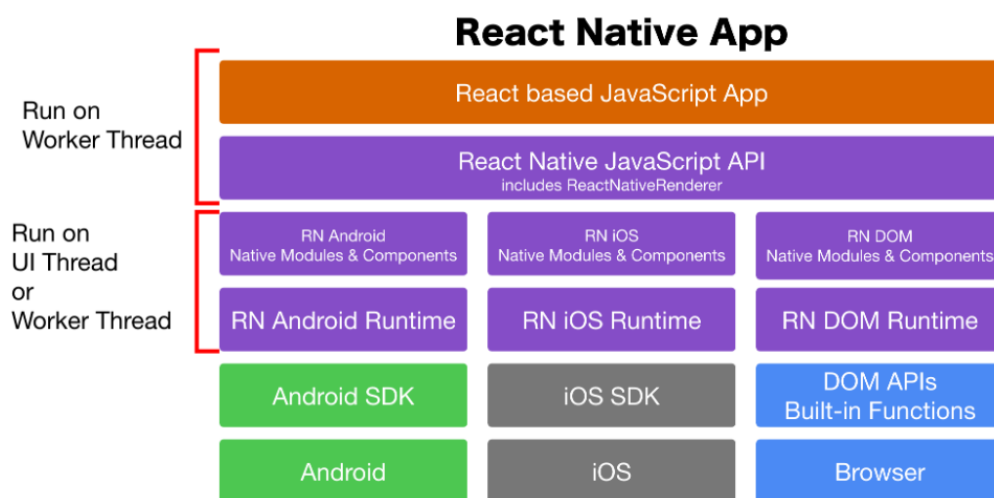 React Native App
Run on
Worker Thread
React based JavaScript App
React Native JavaScript API
includes ReactNativeRenderer
Run on
UI Thread
or
Worker Thread
RN Android
Native Modules & Components
RN iOS
Native Modules & Components
RN DOM
Native Modules & Components
RN Android Runtime
RN iOS Runtime
RN DOM Runtime
Android SDK
iOS SDK
DOM APIs
Built-in Functions
Android
iOS
Browser